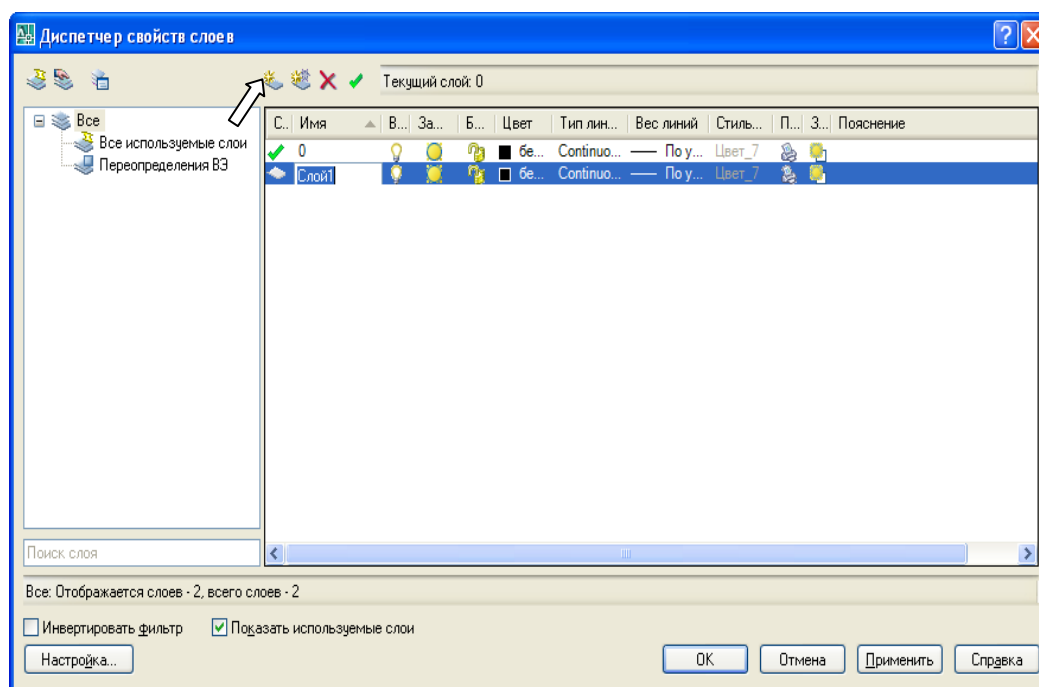 Диспетчер свойств слоев
Текущий слой: 0
Все
Все используемые слои
Переопределения ВЭ
С.. Имя В... За... Б... Цвет Тип лин... Вес линий Стиль... П... З... Пояснение
0 бе... Continuo... По у... Цвет_7
Слой1 бе... Continuo... По у... Цвет_7
Поиск слоя
Все: Отображается слоев - 2, всего слоев - 2
Инвертировать фильтр Показать используемые слои
Настройка... OK Отмена Применить Справка